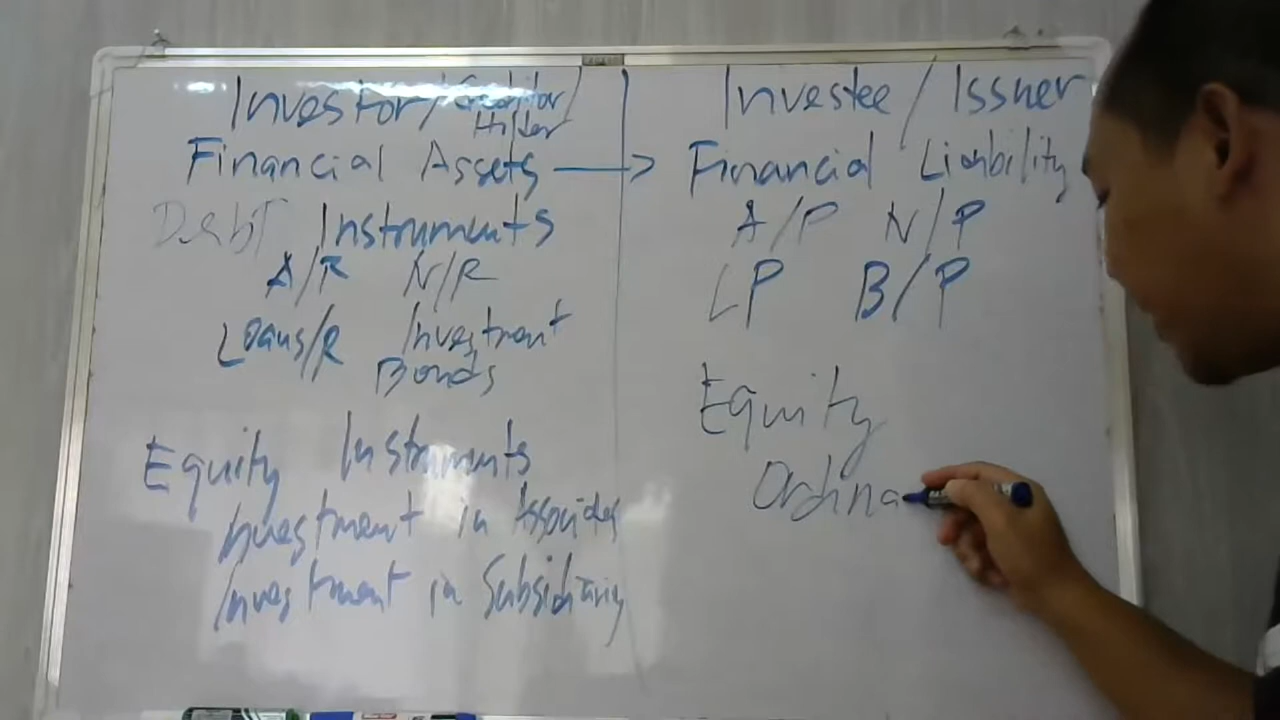 Investor/Creditor/
Holder
Financial Assets →
Debt Instruments
A/R N/R
Loans/R Investment
Bonds
Equity Instruments
Investment in Associates
Investment in Subsidiary
Investee / Issuer
Financial Liability
A/P N/P
LP B/P
Equity
Ordina